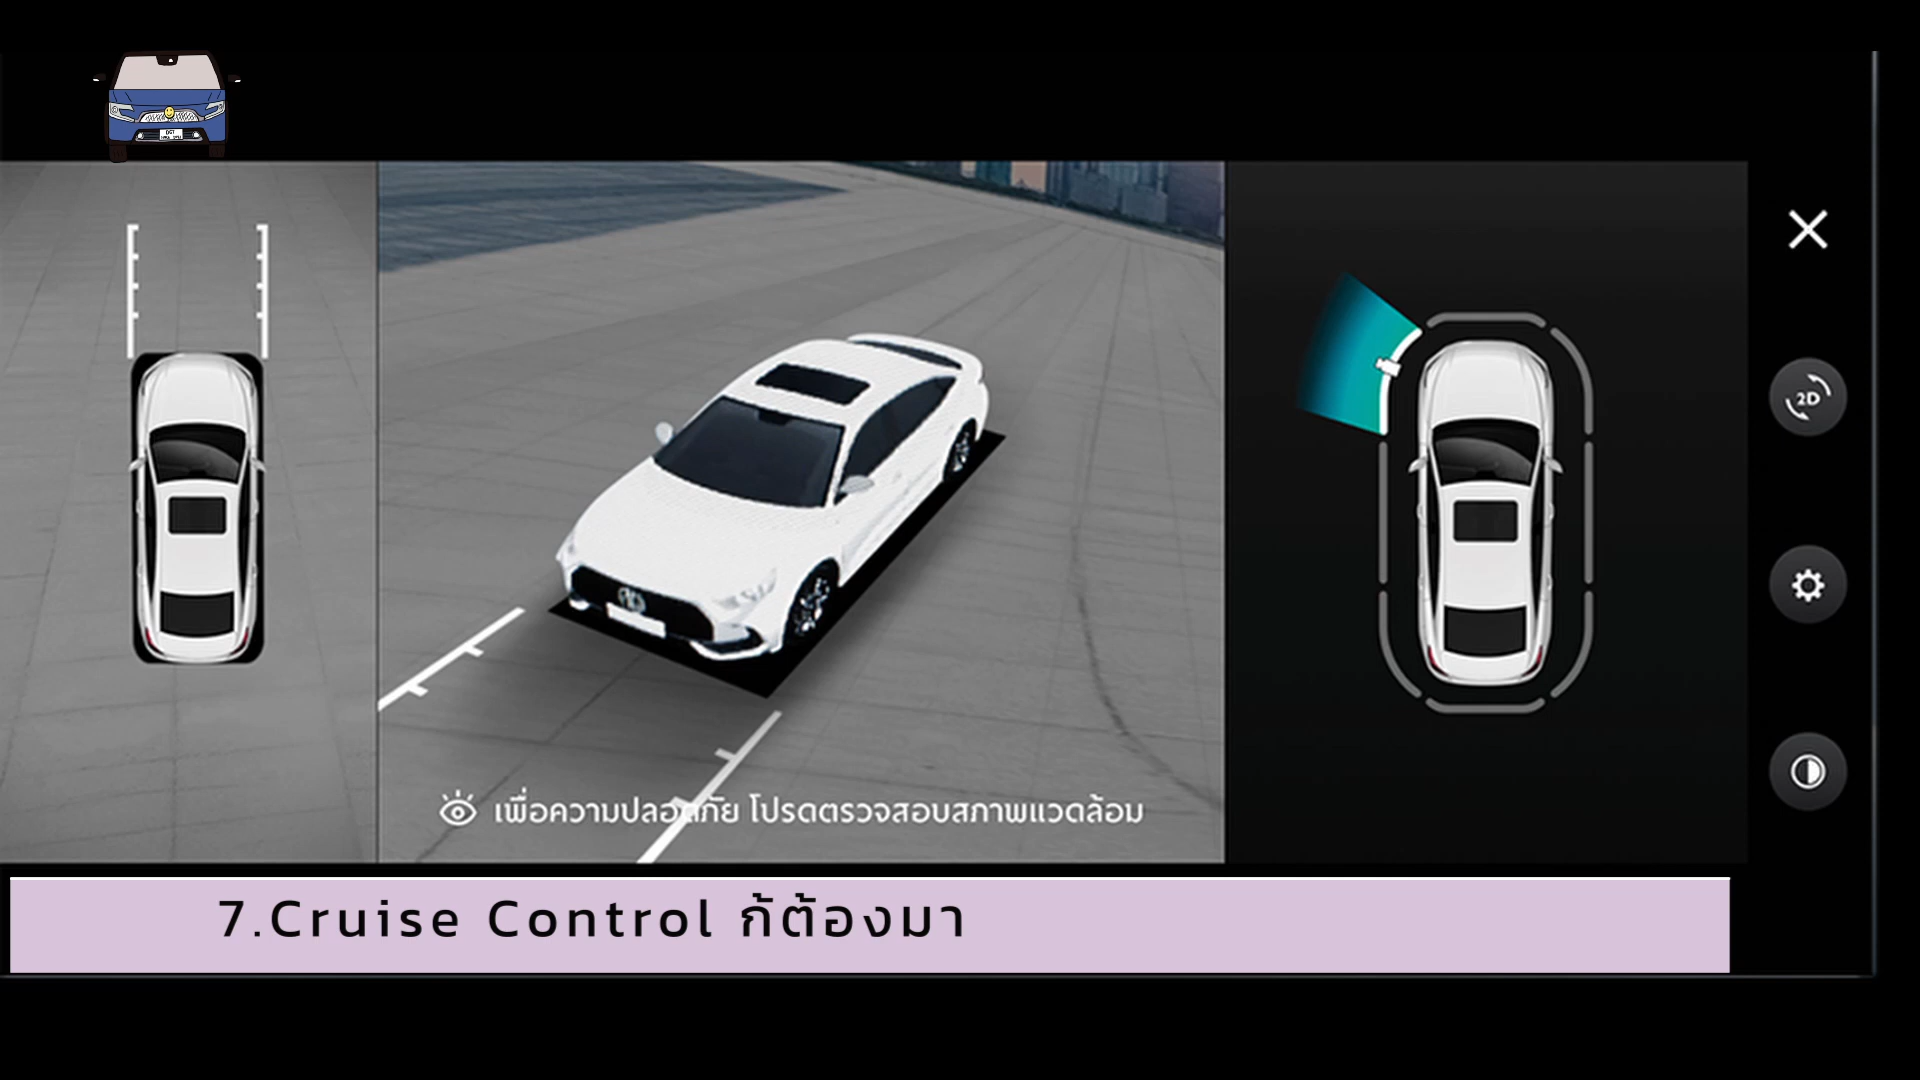 2D
เพื่อความปลอดภัย โปรดตรวจสอบสภาพแวดล้อม
7.Cruise Control ก้ต้องมา